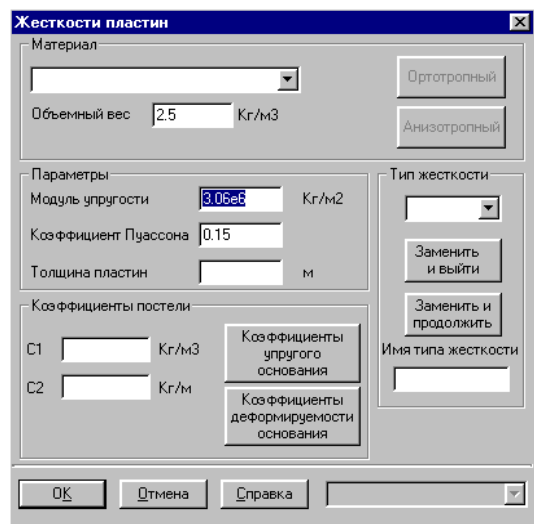 Жесткости пластин
Материал
Ортотропный
Объемный вес 2.5 Кг/м3
Анизотропный
Параметры
Модуль упругости 3.06e6 Кг/м2
Коэффициент Пуассона 0.15
Толщина пластин м
Тип жесткости
Заменить
и выйти
Заменить и
продолжить
Имя типа жесткости
Коэффициенты постели
C1 Кг/м3
C2 Кг/м
Коэффициенты
упругого
основания
Коэффициенты
деформируемости
основания
OK Отмена Справка